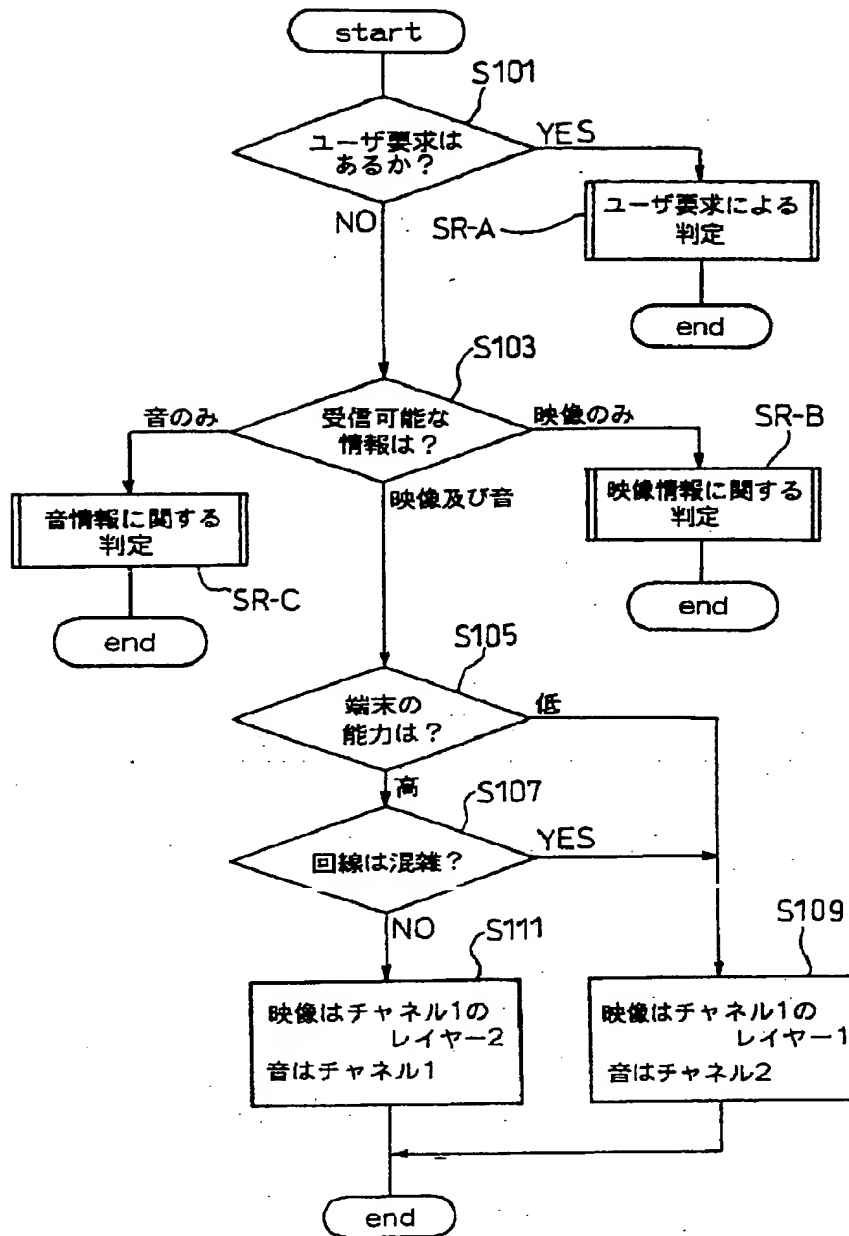 start
S101
ユーザ要求は
あるか？
YES
NO
SR-A
ユーザ要求による
判定
end
S103
受信可能な
情報は？
音のみ
映像のみ
SR-B
音情報に関する
判定
映像及び音
映像情報に関する
判定
SR-C
end
end
S105
端末の
能力は？
低
高
S107
回線は混雑？
YES
NO
S111
S109
映像はチャネル1の
レイヤー2
音はチャネル1
映像はチャネル1の
レイヤー1
音はチャネル2
end